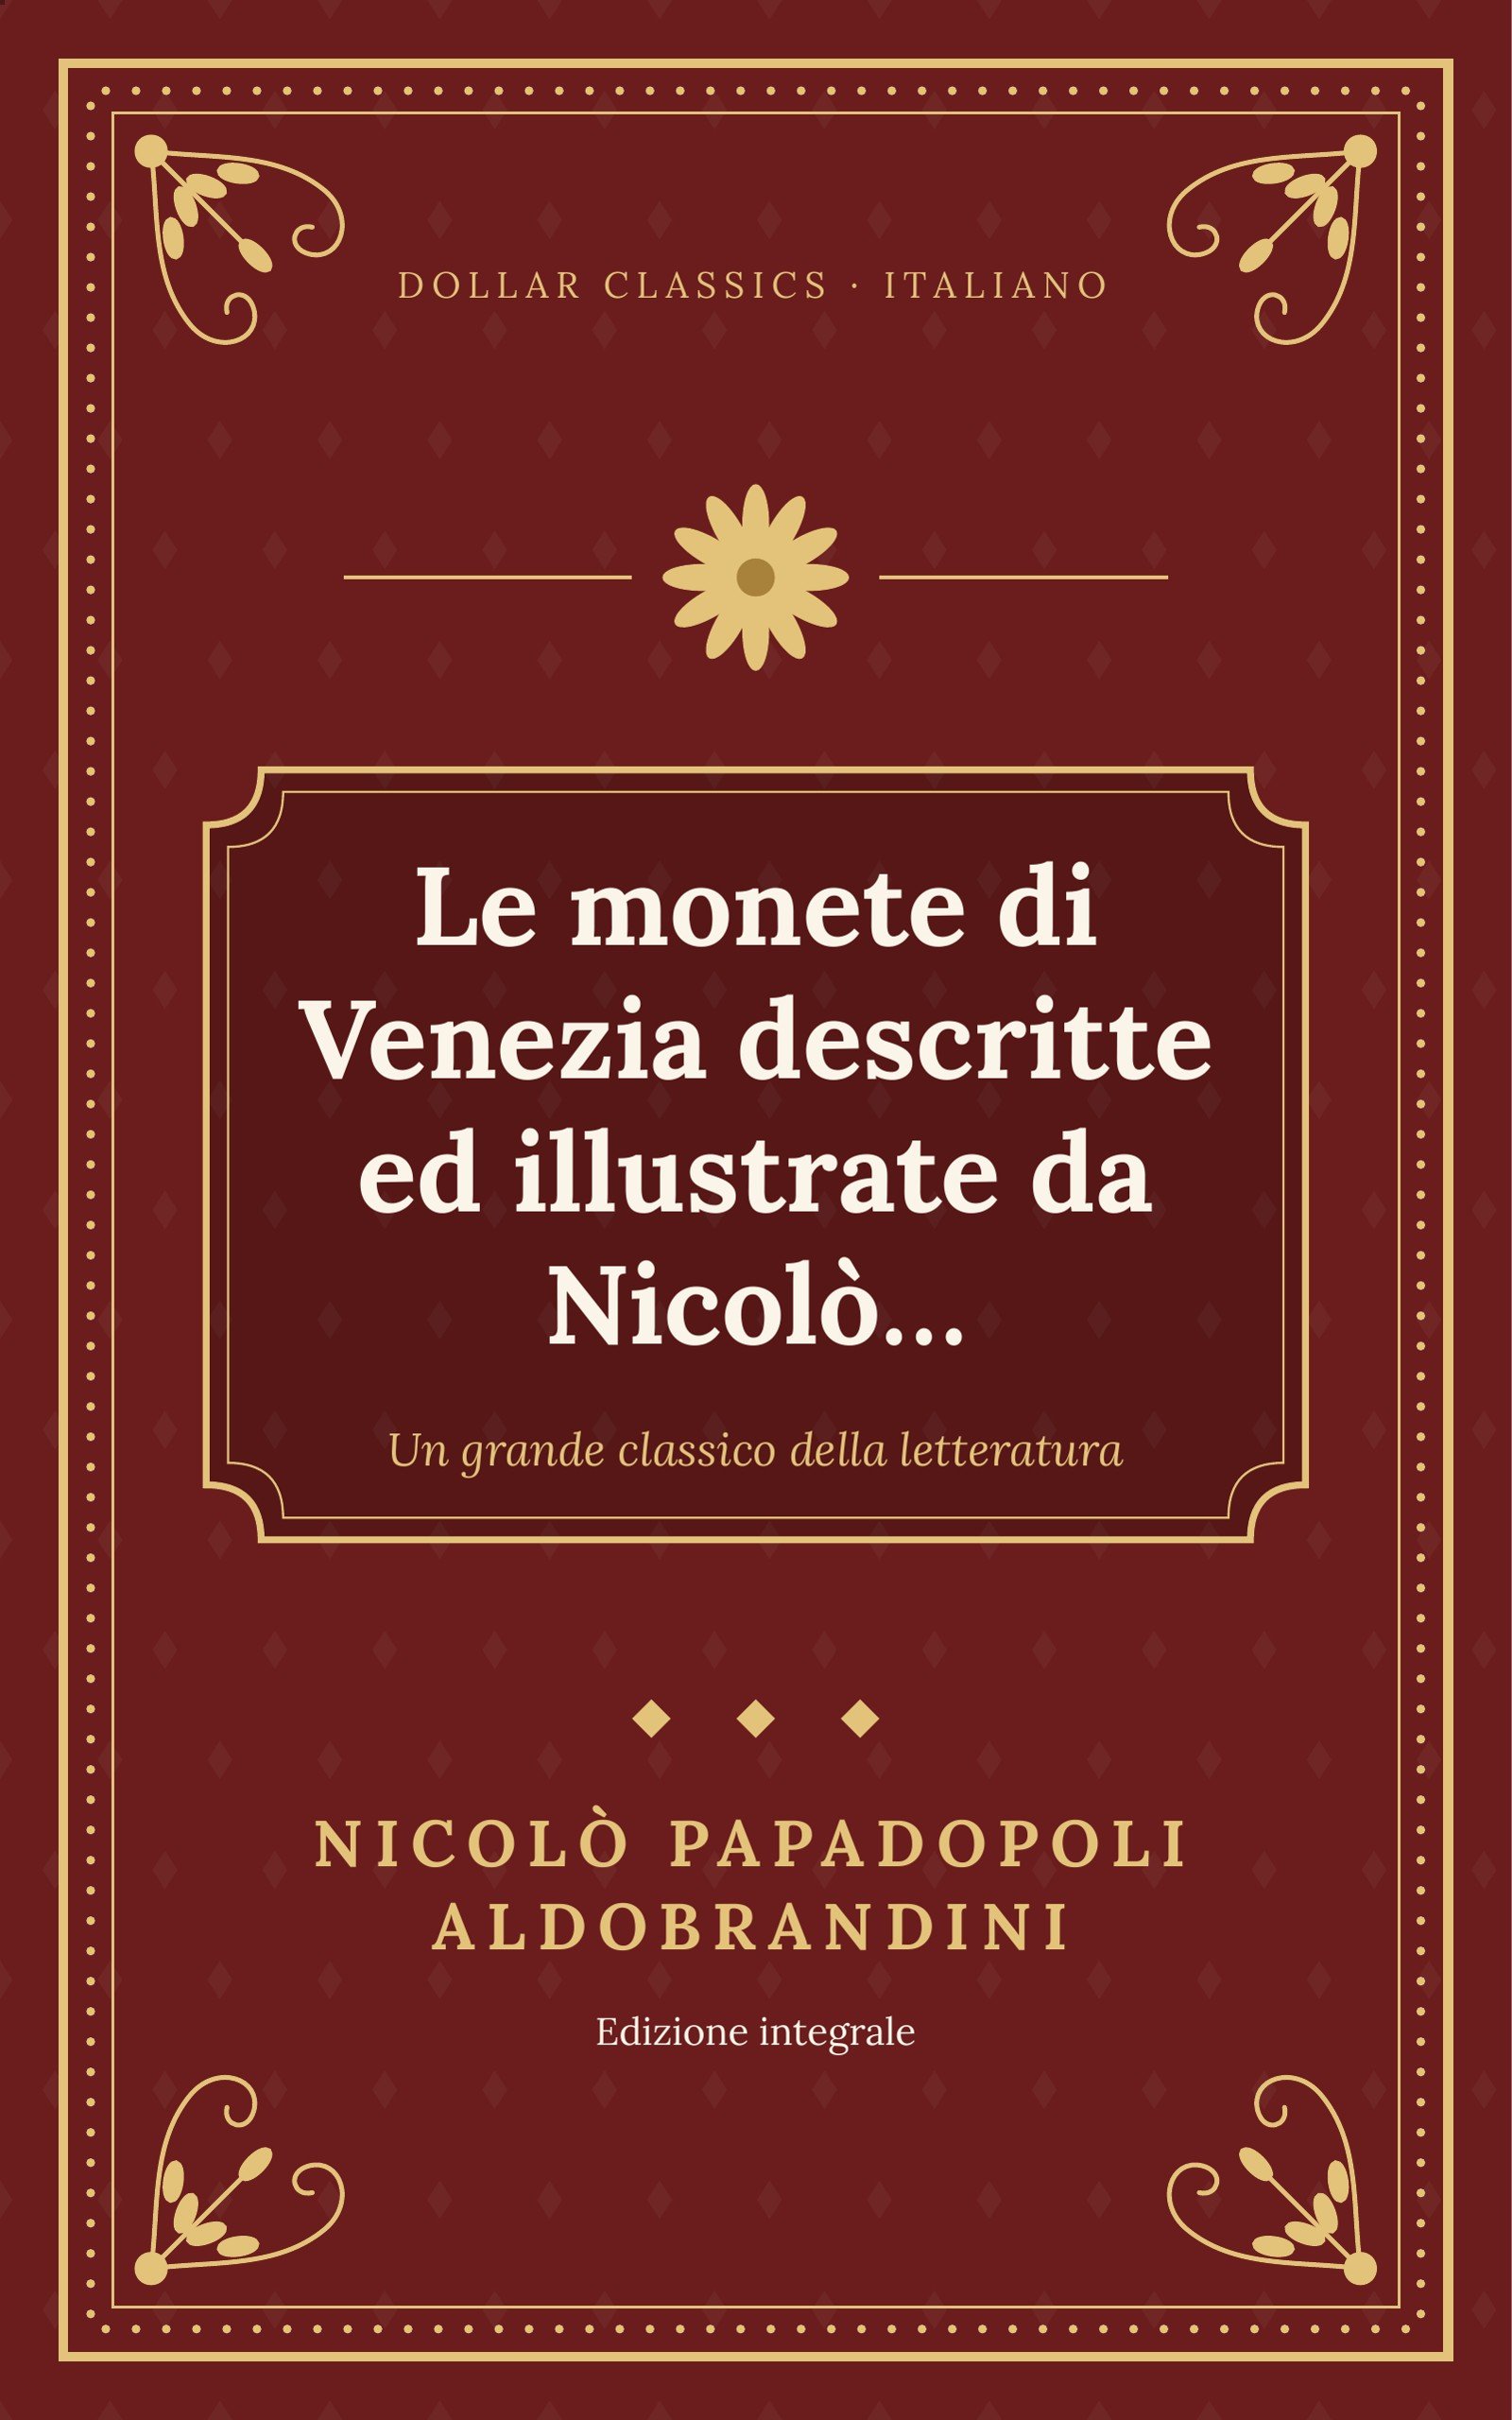 DOLLAR CLASSICS · ITALIANO
Le monete di
Venezia descritte
ed illustrate da
Nicolò...
Un grande classico della letteratura
NICOLÒ PAPADOPOLI
ALDOBRANDINI
Edizione integrale